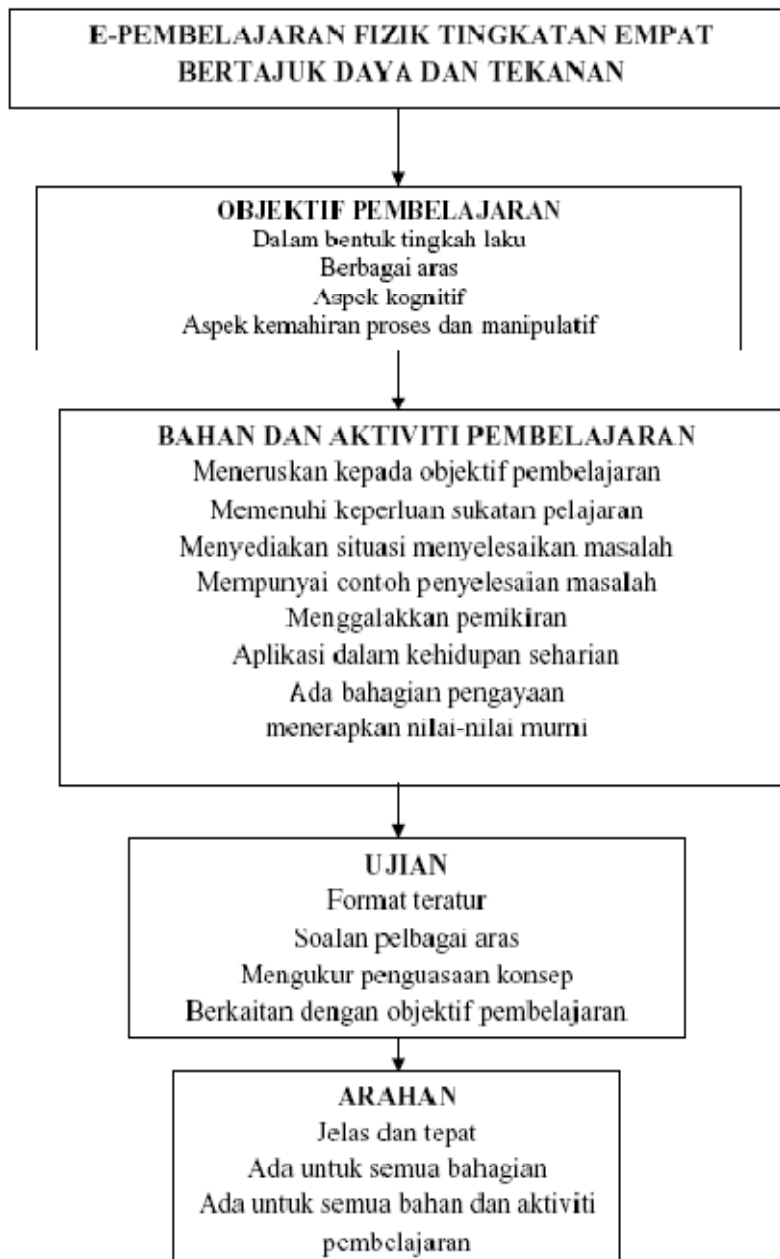 E-PEMBELAJARAN FIZIK TINGKATAN EMPAT
BERTAJUK DAYA DAN TEKANAN
OBJEKTIF PEMBELAJARAN
Dalam bentuk tingkah laku
Berbagai aras
Aspek kognitif
Aspek kemahiran proses dan manipulatif
BAHAN DAN AKTIVITI PEMBELAJARAN
Meneruskan kepada objektif pembelajaran
Memenuhi keperluan sukatan pelajaran
Menyediakan situasi menyelesaikan masalah
Mempunyai contoh penyelesaian masalah
Menggalakkan pemikiran
Aplikasi dalam kehidupan seharian
Ada bahagian pengayaan
menerapkan nilai-nilai murni
UJIAN
Format teratur
Soalan pelbagai aras
Mengukur penguasaan konsep
Berkaitan dengan objektif pembelajaran
ARAHAN
Jelas dan tepat
Ada untuk semua bahagian
Ada untuk semua bahan dan aktiviti
pembelajaran